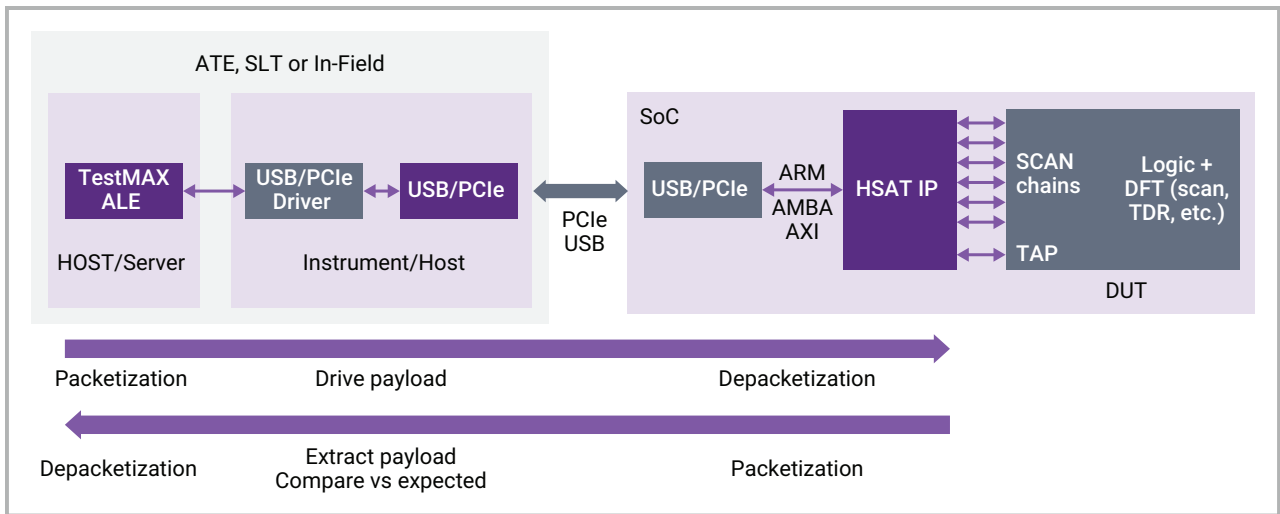 ATE, SLT or In-Field
TestMAX
ALE
HOST/Server
USB/PCIe
Driver
USB/PCIe
Instrument/Host
PCIe
USB
SoC
USB/PCIe
ARM
AMBA
AXI
HSAT IP
SCAN
chains
TAP
Logic +
DFT (scan,
TDR, etc.)
DUT
Packetization
Drive payload
Depacketization
Depacketization
Extract payload
Compare vs expected
Packetization